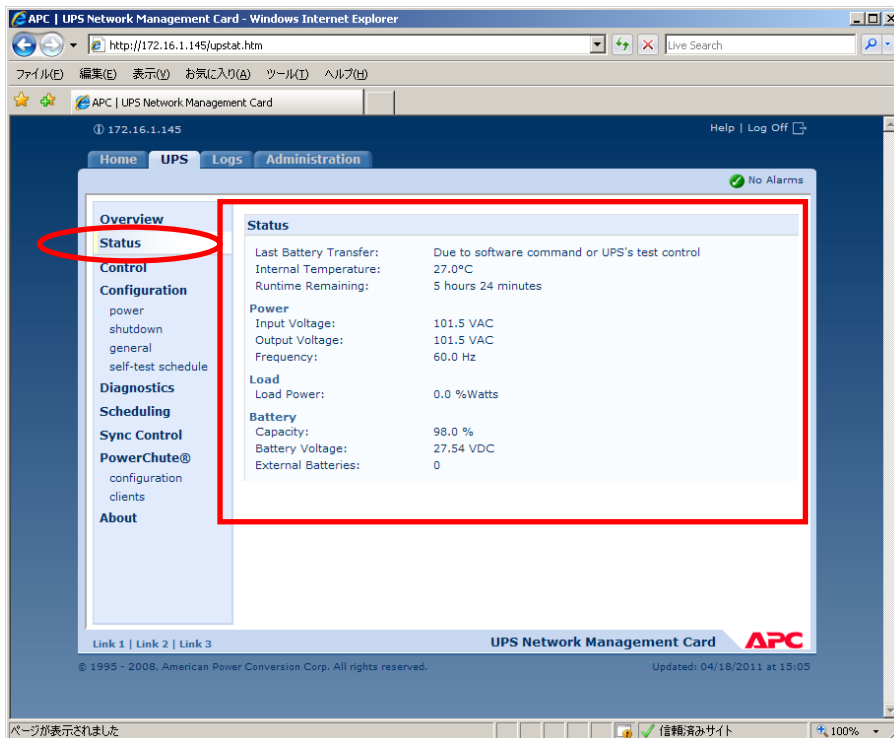 APC | UPS Network Management Card - Windows Internet Explorer
http://172.16.1.145/upstat.htm
Live Search
ファイル(F) 編集(E) 表示(V) お気に入り(A) ツール(T) ヘルプ(H)
APC | UPS Network Management Card
172.16.1.145
Help | Log Off
Home UPS Logs Administration
No Alarms
Overview
Status
Control
Configuration
power
shutdown
general
self-test schedule
Diagnostics
Scheduling
Sync Control
PowerChute®
configuration
clients
About
Status
Last Battery Transfer: Due to software command or UPS's test control
Internal Temperature: 27.0°C
Runtime Remaining: 5 hours 24 minutes
Power
Input Voltage: 101.5 VAC
Output Voltage: 101.5 VAC
Frequency: 60.0 Hz
Load
Load Power: 0.0 %Watts
Battery
Capacity: 98.0 %
Battery Voltage: 27.54 VDC
External Batteries: 0
Link 1 | Link 2 | Link 3
UPS Network Management Card APC
© 1995 - 2008, American Power Conversion Corp. All rights reserved.
Updated: 04/18/2011 at 15:05
ページが表示されました
信頼済みサイト
100%